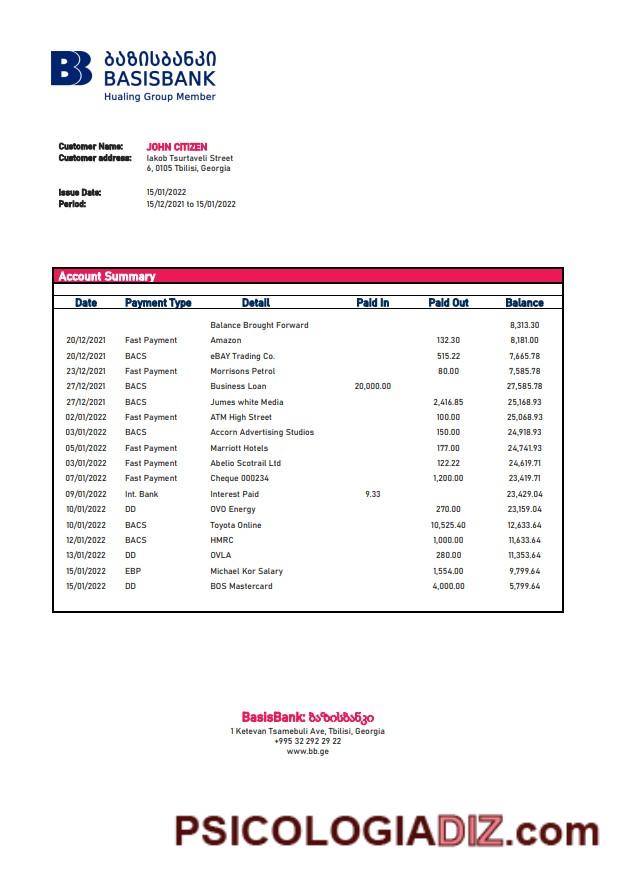 ბაზისბანკი
BASISBANK
Hualing Group Member
Customer Name: JOHN CITIZEN
Customer address: Iakob Tsurtaveli Street
6, 0105 Tbilisi, Georgia
Issue Date: 15/01/2022
Period: 15/12/2021 to 15/01/2022
Account Summary
Date Payment Type Detail Paid In Paid Out Balance
Balance Brought Forward 8,313.30
20/12/2021 Fast Payment Amazon 132.30 8,181.00
20/12/2021 BACS eBAY Trading Co. 515.22 7,665.78
23/12/2021 Fast Payment Morrisons Petrol 80.00 7,585.78
27/12/2021 BACS Business Loan 20,000.00 27,585.78
27/12/2021 BACS Jumes white Media 2,416.85 25,168.93
02/01/2022 Fast Payment ATM High Street 100.00 25,068.93
03/01/2022 BACS Accorn Advertising Studios 150.00 24,918.93
05/01/2022 Fast Payment Marriott Hotels 177.00 24,741.93
03/01/2022 Fast Payment Abelio Scotrail Ltd 122.22 24,619.71
07/01/2022 Fast Payment Cheque 000234 1,200.00 23,419.71
09/01/2022 Int. Bank Interest Paid 9.33 23,429.04
10/01/2022 DD OVO Energy 270.00 23,159.04
10/01/2022 BACS Toyota Online 10,525.40 12,633.64
12/01/2022 BACS HMRC 1,000.00 11,633.64
13/01/2022 DD OVLA 280.00 11,353.64
15/01/2022 EBP Michael Kor Salary 1,554.00 9,799.64
15/01/2022 DD BOS Mastercard 4,000.00 5,799.64
BasisBank: ბაზისბანკი
1 Ketevan Tsamebuli Ave, Tbilisi, Georgia
+995 32 292 29 22
www.bb.ge
PSICOLOGIADIZ.com